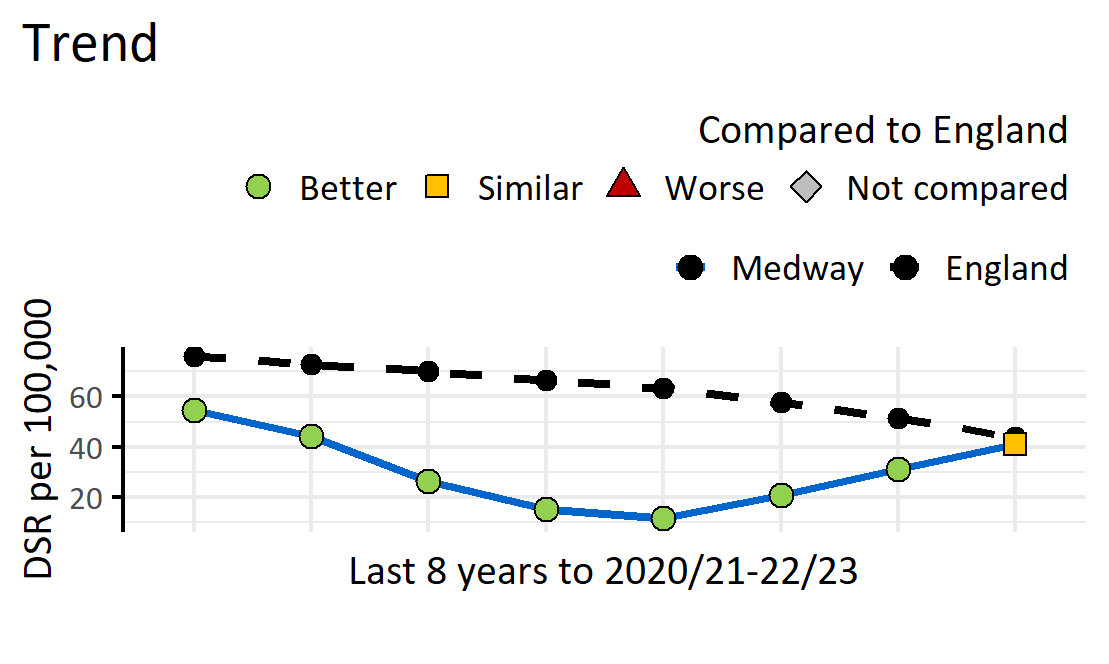 Trend
Compared to England
Better Similar Worse Not compared
Medway England
DSR per 100,000
60
40
20
Last 8 years to 2020/21-22/23